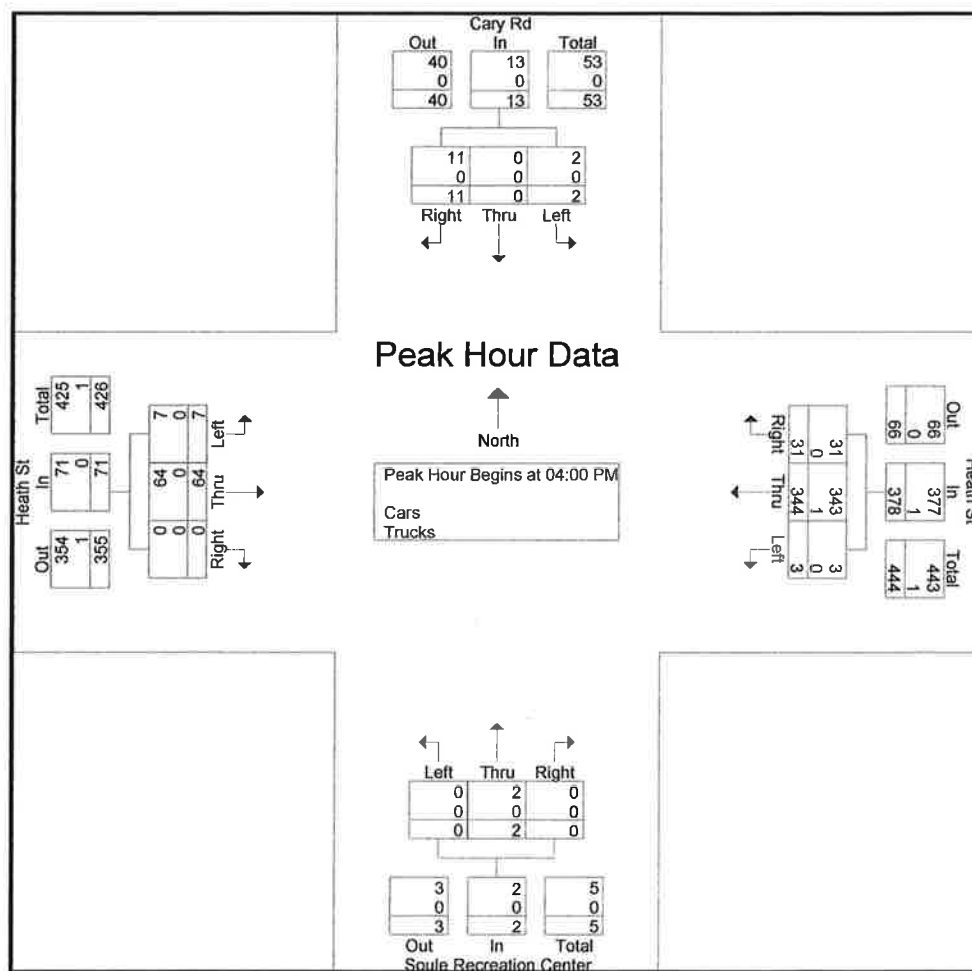 Cary Rd
Out In Total
40 13 53
0 0 0
40 13 53
11 0 2
0 0 0
11 0 2
Right Thru Left
Peak Hour Data
North
Peak Hour Begins at 04:00 PM
Cars
Trucks
Heath St
Out In Total
354 71 425
1 0 1
355 71 426
Right Thru Left
0 64 7
0 0 0
0 64 7
Heath St
Out In Total
66 377 443
0 1 1
66 378 444
31 343 3
0 1 0
31 344 3
Right Thru Left
Left Thru Right
0 2 0
0 0 0
0 2 0
3 2 5
0 0 0
3 2 5
Out In Total
Soule Recreation Center